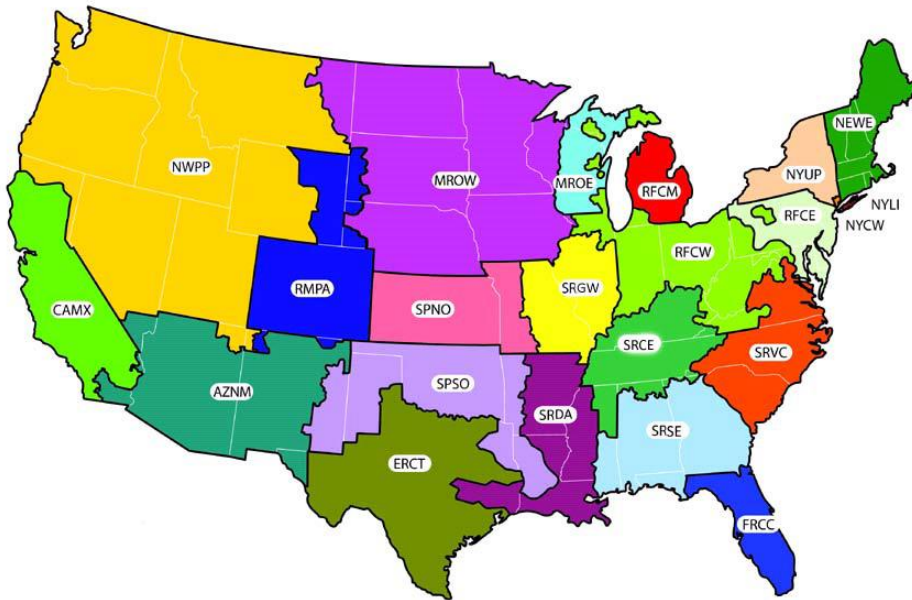 NEWE
NWPP
MROW
MROE
RFCM
NYUP
NYLI
RFCE
NYCW
RFCW
SRGW
RMPA
SPNO
CAMX
SRCE
SRVC
AZNM
SPSO
SRDA
SRSE
ERCT
FRCC